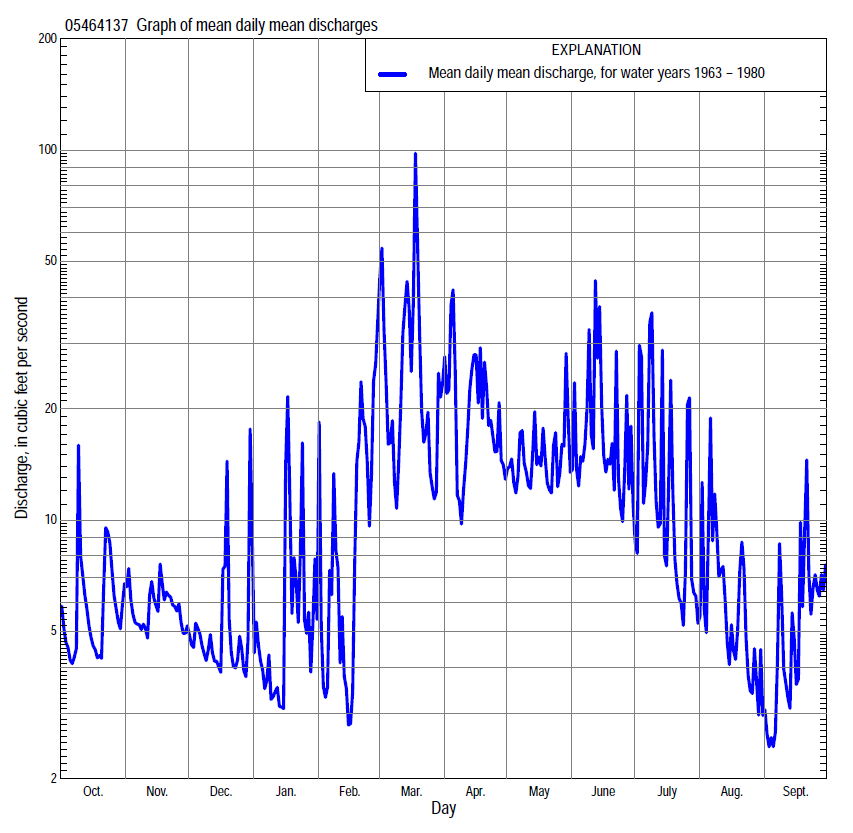 05464137 Graph of mean daily mean discharges
EXPLANATION
Mean daily mean discharge, for water years 1963 – 1980
200
100
50
20
10
5
2
Discharge, in cubic feet per second
Oct. Nov. Dec. Jan. Feb. Mar. Apr. May June July Aug. Sept.
Day